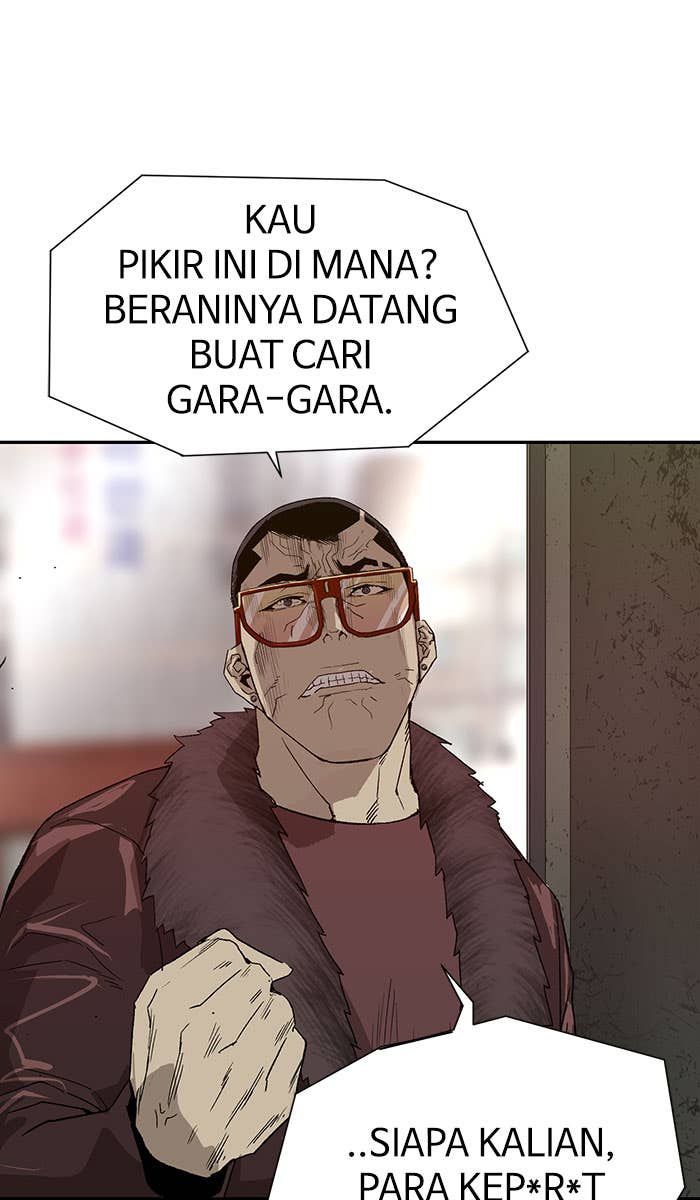 KAU
PIKIR INI DI MANA?
BERANINYA DATANG
BUAT CARI
GARA-GARA.
..SIAPA KALIAN,
PARA KEP*R*T